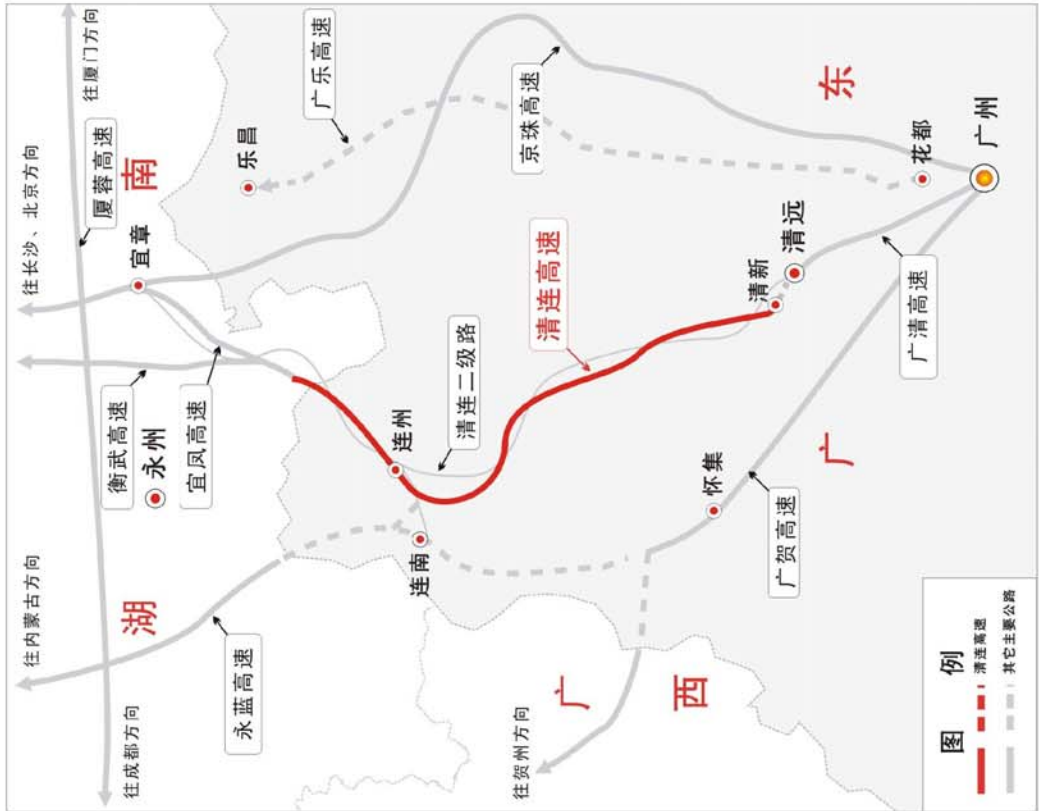 往长沙、北京方向
往厦门方向
厦蓉高速
南
宜章
乐昌
广乐高速
京珠高速
东
花都
广州
衡武高速
永州
宜凤高速
连州
清连二级路
清连高速
清新
清远
广清高速
往内蒙古方向
湖
连南
怀集
广
广贺高速
永蓝高速
往成都方向
往贺州方向
广
西
图 例
清连高速
其它主要公路